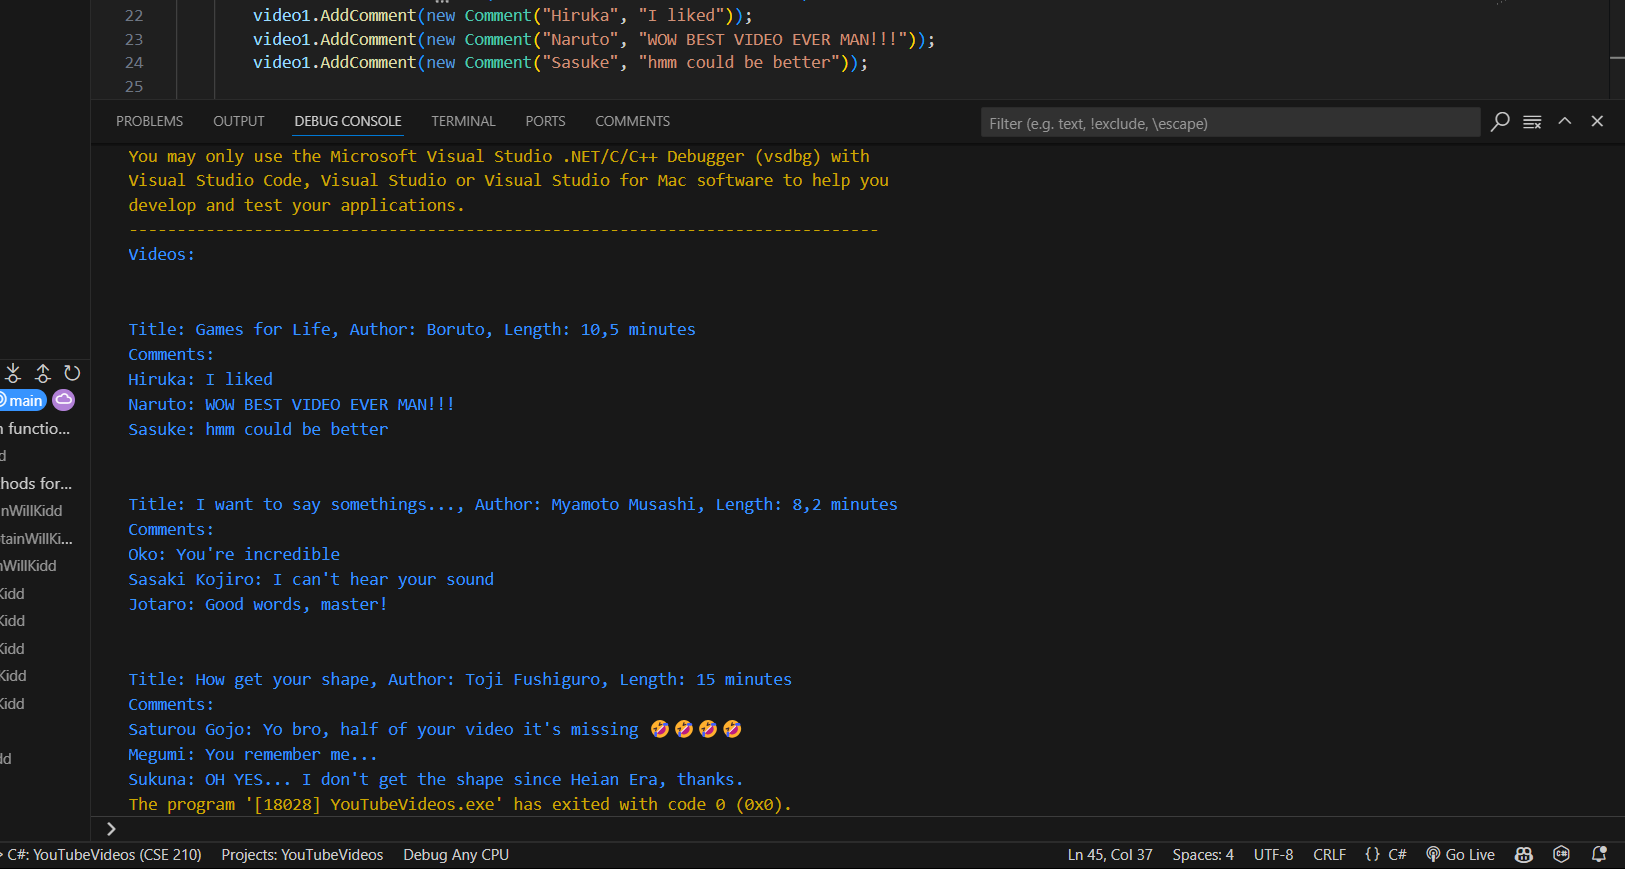 22 video1.AddComment(new Comment("Hiruka", "I liked"));
23 video1.AddComment(new Comment("Naruto", "WOW BEST VIDEO EVER MAN!!!"));
24 video1.AddComment(new Comment("Sasuke", "hmm could be better"));
25
PROBLEMS OUTPUT DEBUG CONSOLE TERMINAL PORTS COMMENTS Filter (e.g. text, !exclude, \escape)
You may only use the Microsoft Visual Studio .NET/C/C++ Debugger (vsdbg) with
Visual Studio Code, Visual Studio or Visual Studio for Mac software to help you
develop and test your applications.
------------------------------------------------------------------------------
Videos:
Title: Games for Life, Author: Boruto, Length: 10,5 minutes
Comments:
Hiruka: I liked
Naruto: WOW BEST VIDEO EVER MAN!!!
Sasuke: hmm could be better
Title: I want to say somethings..., Author: Myamoto Musashi, Length: 8,2 minutes
Comments:
Oko: You're incredible
Sasaki Kojiro: I can't hear your sound
Jotaro: Good words, master!
Title: How get your shape, Author: Toji Fushiguro, Length: 15 minutes
Comments:
Saturou Gojo: Yo bro, half of your video it's missing 🤣🤣🤣🤣
Megumi: You remember me...
Sukuna: OH YES... I don't get the shape since Heian Era, thanks.
The program '[18028] YouTubeVideos.exe' has exited with code 0 (0x0).
main
n functio...
d
hods for...
nWillKidd
tainWillKi...
nWillKidd
Kidd
Kidd
Kidd
Kidd
Kidd
dd
C#: YouTubeVideos (CSE 210) Projects: YouTubeVideos Debug Any CPU Ln 45, Col 37 Spaces: 4 UTF-8 CRLF {} C# Go Live